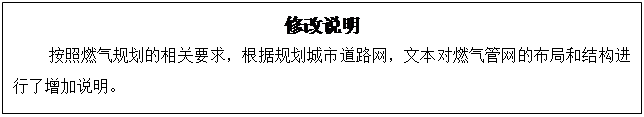 修改说明
按照燃气规划的相关要求，根据规划城市道路网，文本对燃气管网的布局和结构进
行了增加说明。